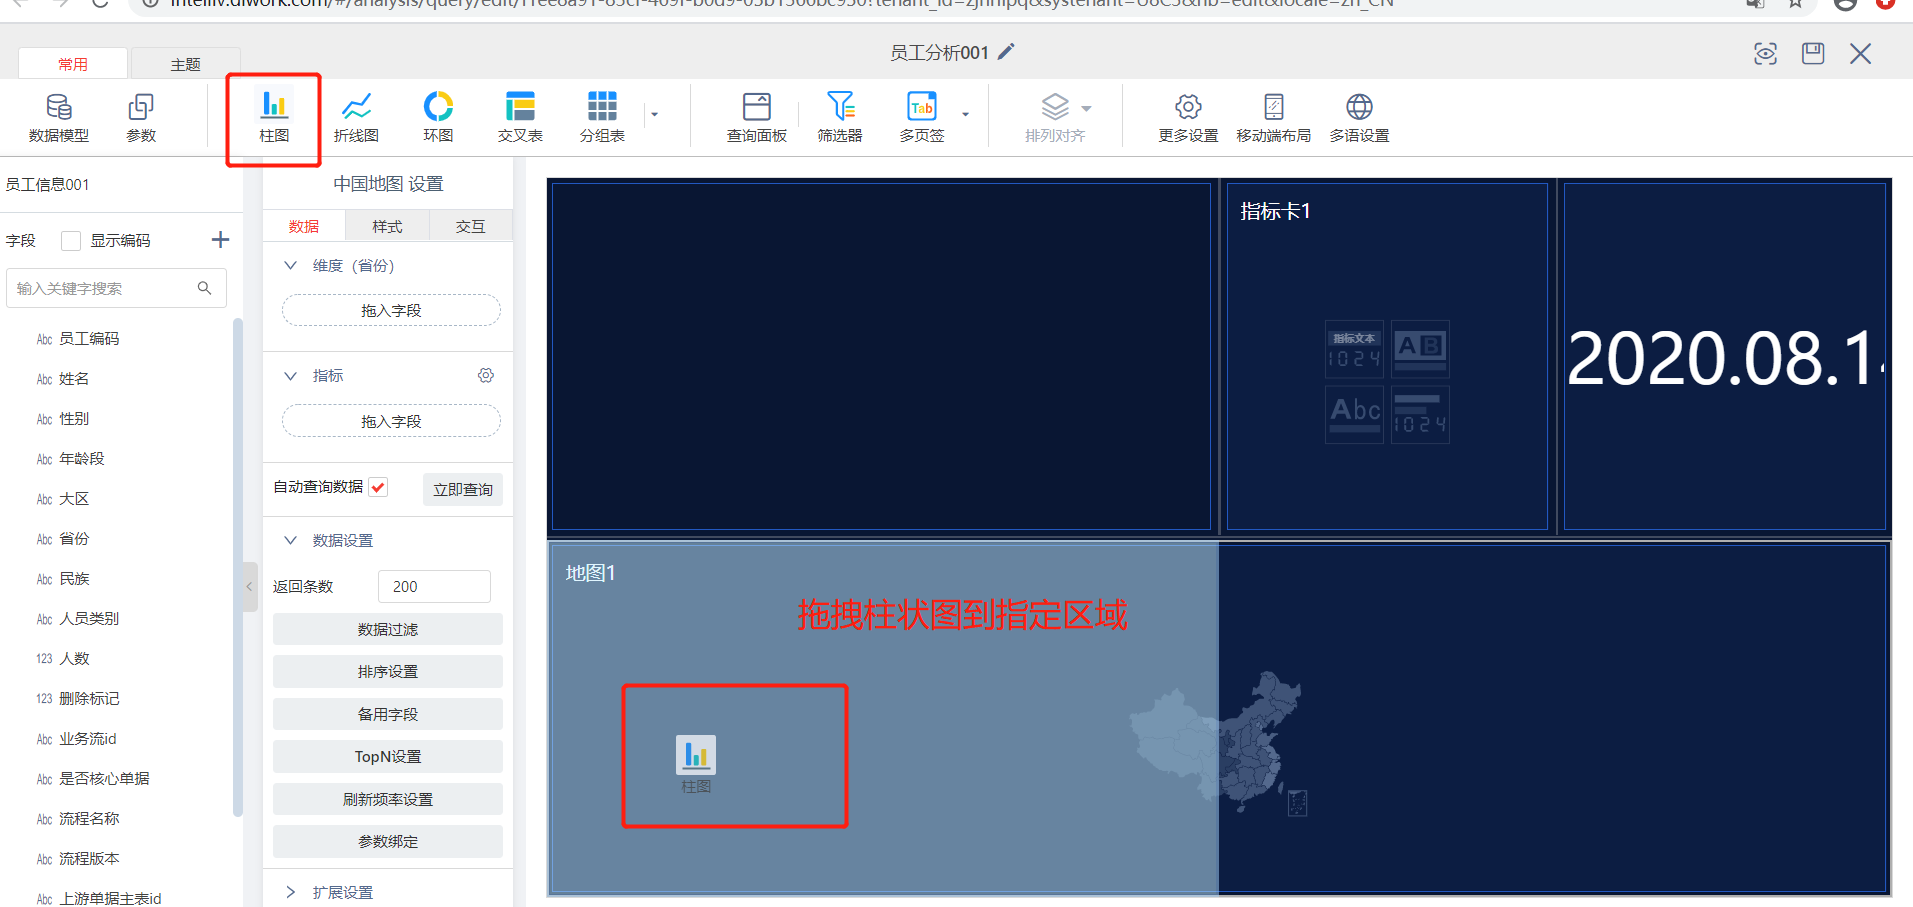 员工分析001
常用
主题
数据模型
参数
柱图
折线图
环图
交叉表
分组表
查询面板
筛选器
Tab
多页签
排列对齐
更多设置
移动端布局
多语设置
员工信息001
字段
显示编码
输入关键字搜索
Abc 员工编码
Abc 姓名
Abc 性别
Abc 年龄段
Abc 大区
Abc 省份
Abc 民族
Abc 人员类别
123 人数
123 删除标记
Abc 业务流id
Abc 是否核心单据
Abc 流程名称
Abc 流程版本
Abc 上游单据主表id
中国地图 设置
数据
样式
交互
维度（省份）
拖入字段
指标
拖入字段
自动查询数据
立即查询
数据设置
返回条数
200
数据过滤
排序设置
备用字段
TopN设置
刷新频率设置
参数绑定
扩展设置
指标卡1
指标文本
1024
AB
Abc
1024
2020.08.1
地图1
拖拽柱状图到指定区域
柱图